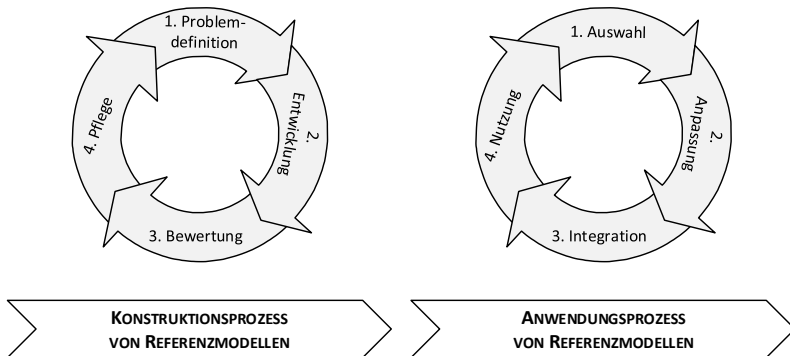 1. Problem-
definition
2.
Entwicklung
3. Bewertung
4. Pflege
1. Auswahl
2.
Anpassung
3. Integration
4. Nutzung
KONSTRUKTIONSPROZESS
VON REFERENZMODELLEN
ANWENDUNGSPROZESS
VON REFERENZMODELLEN